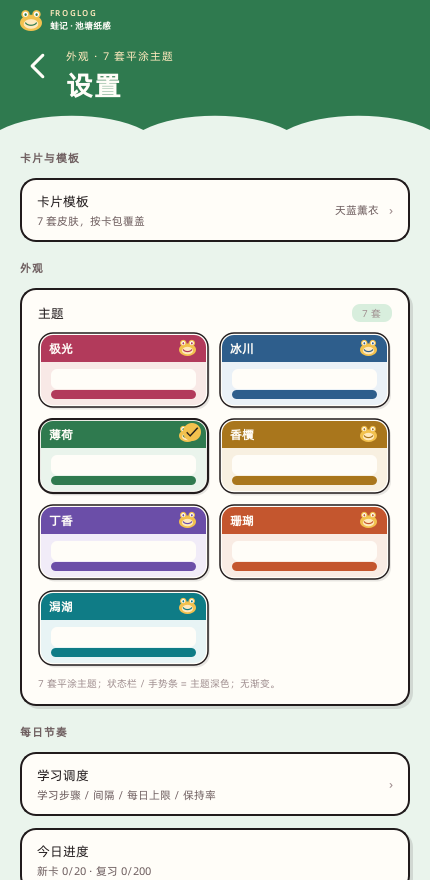 FROGLOG
蛙记 · 池塘纸感
外观 · 7 套平涂主题
设置
卡片与模板
卡片模板
7 套皮肤，按卡包覆盖
天蓝薰衣 ›
外观
主题
7 套
极光
冰川
薄荷
香檟
丁香
珊瑚
潟湖
7 套平涂主题；状态栏 / 手势条 = 主题深色；无渐变。
每日节奏
学习调度
学习步骤 / 间隔 / 每日上限 / 保持率
›
今日进度
新卡 0/20 · 复习 0/200